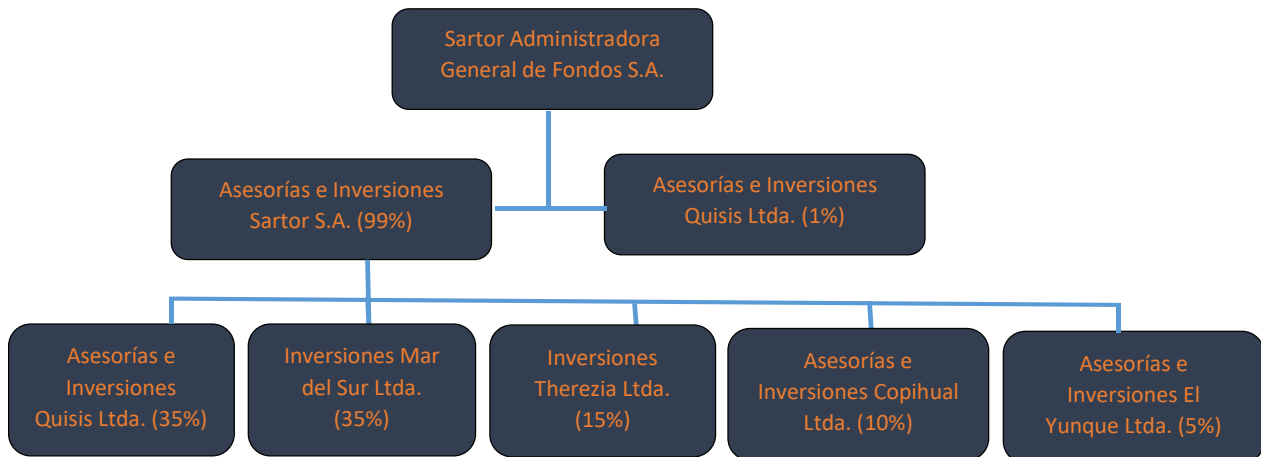 Sartor Administradora
General de Fondos S.A.
Asesorías e Inversiones
Sartor S.A. (99%)
Asesorías e Inversiones
Quisis Ltda. (1%)
Asesorías e
Inversiones
Quisis Ltda. (35%)
Inversiones Mar
del Sur Ltda.
(35%)
Inversiones
Therezia Ltda.
(15%)
Asesorías e
Inversiones Copihual
Ltda. (10%)
Asesorías e
Inversiones El
Yunque Ltda. (5%)